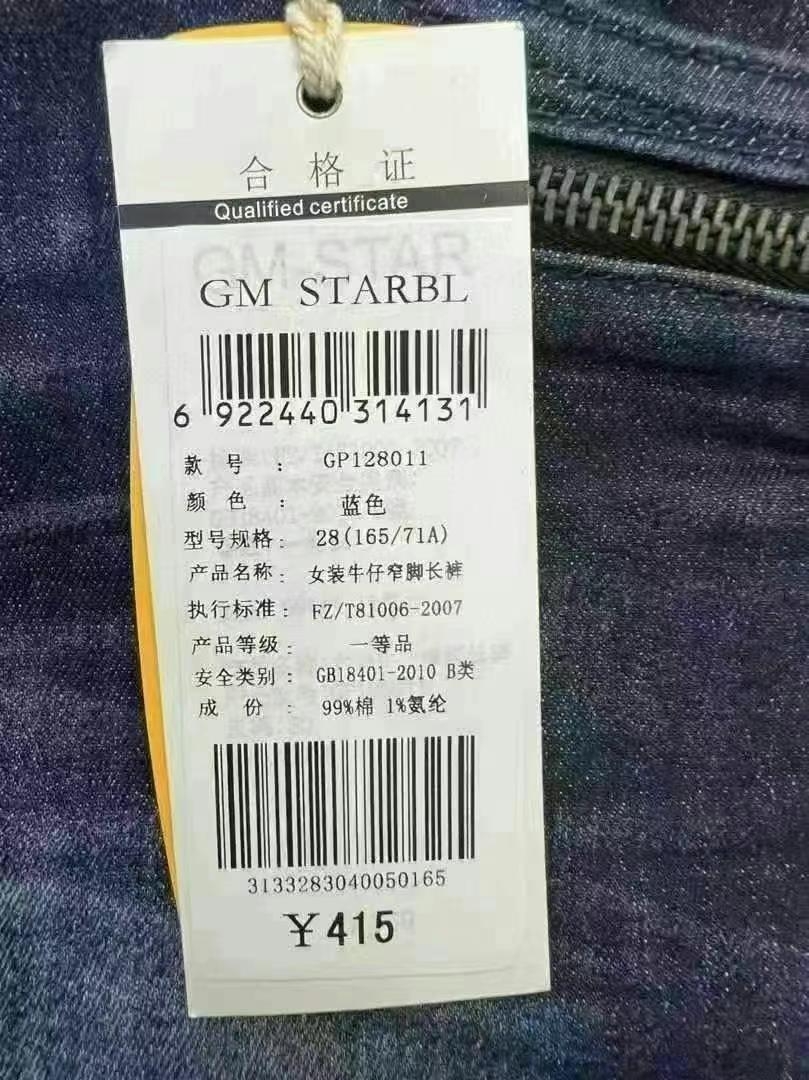 合格证
Qualified certificate
GM STARBL
6 922440 314131
款号：GP128011
颜色：蓝色
型号规格：28(165/71A)
产品名称：女装牛仔窄脚长裤
执行标准：FZ/T81006-2007
产品等级：一等品
安全类别：GB18401-2010 B类
成份：99%棉 1%氨纶
3133283040050165
￥415